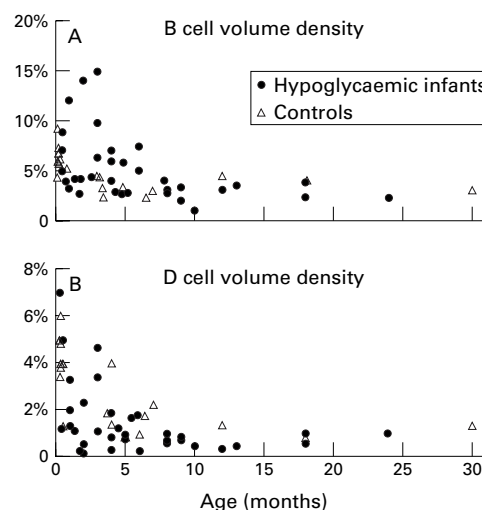 20%
A
B cell volume density
15%
● Hypoglycaemic infants
△ Controls
10%
5%
0
8%
B
D cell volume density
6%
4%
2%
0
0 5 10 15 20 25 30
Age (months)